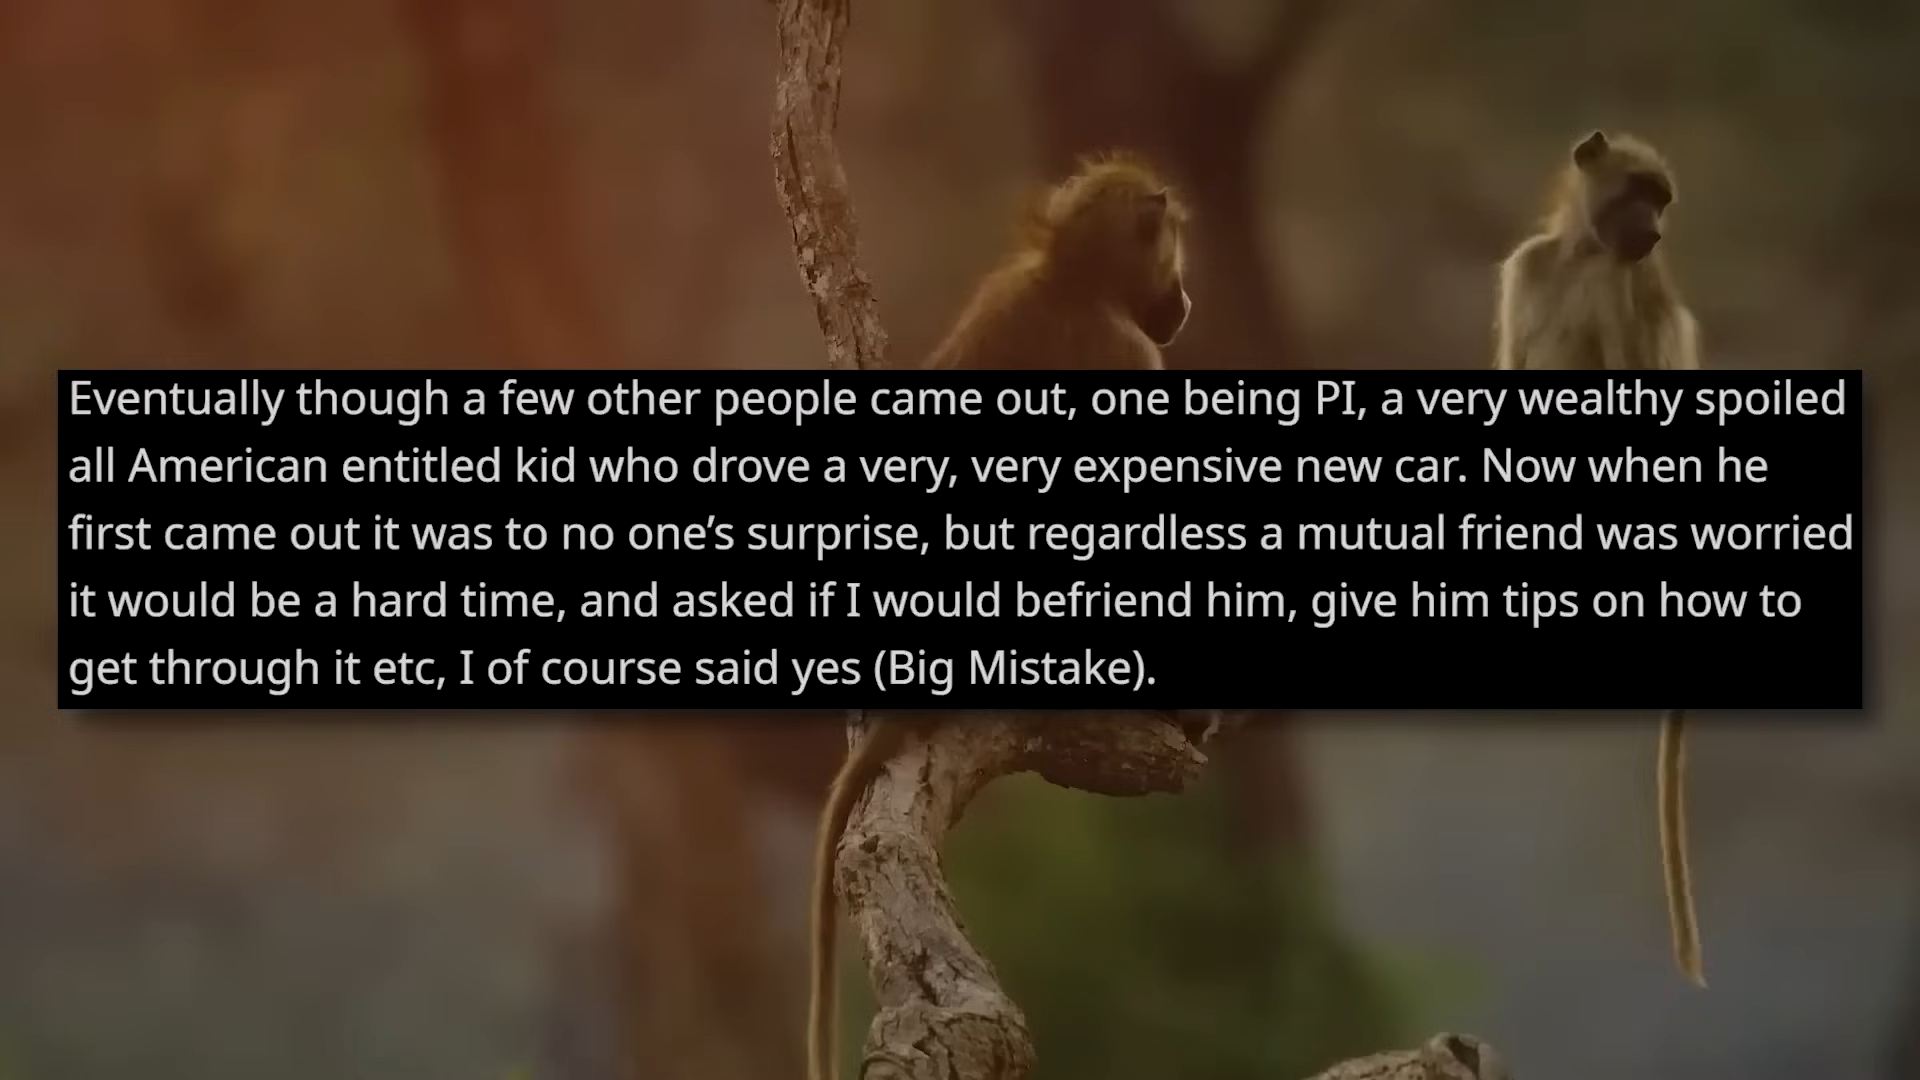 Eventually though a few other people came out, one being PI, a very wealthy spoiled
all American entitled kid who drove a very, very expensive new car. Now when he
first came out it was to no one’s surprise, but regardless a mutual friend was worried
it would be a hard time, and asked if I would befriend him, give him tips on how to
get through it etc, I of course said yes (Big Mistake).